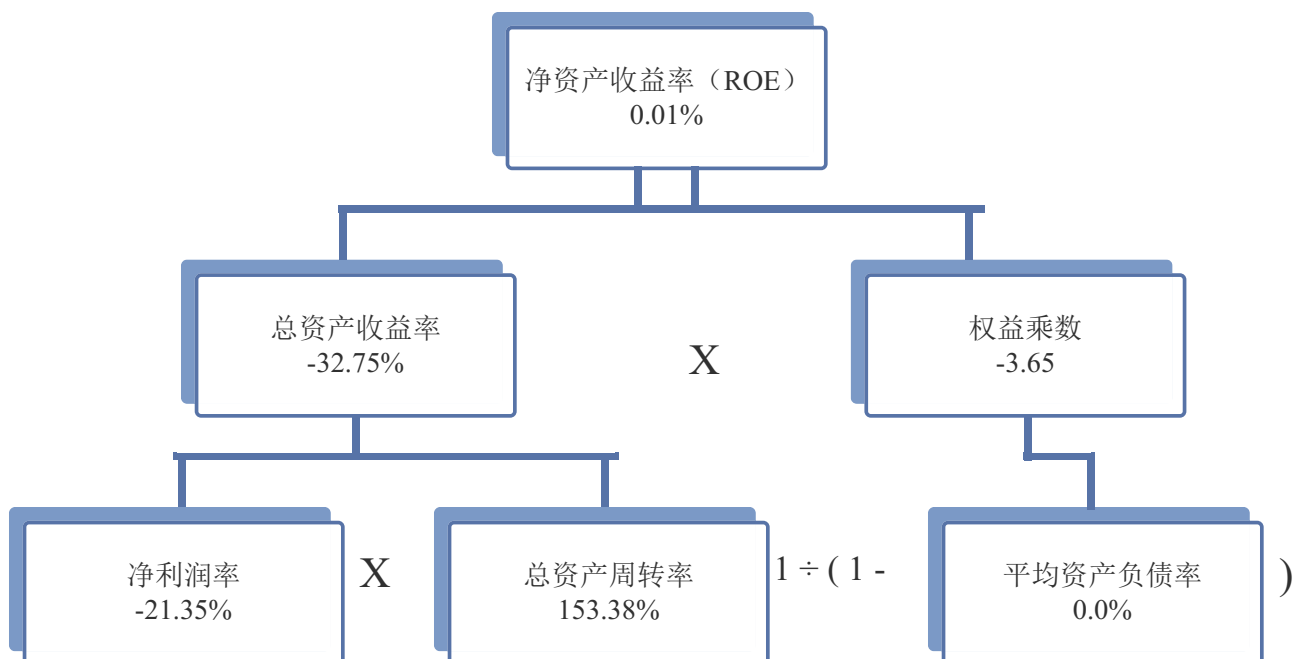 净资产收益率（ROE）
0.01%
总资产收益率
-32.75%
X
权益乘数
-3.65
净利润率
-21.35%
X
总资产周转率
153.38%
1 ÷ ( 1 -
平均资产负债率
0.0%
)